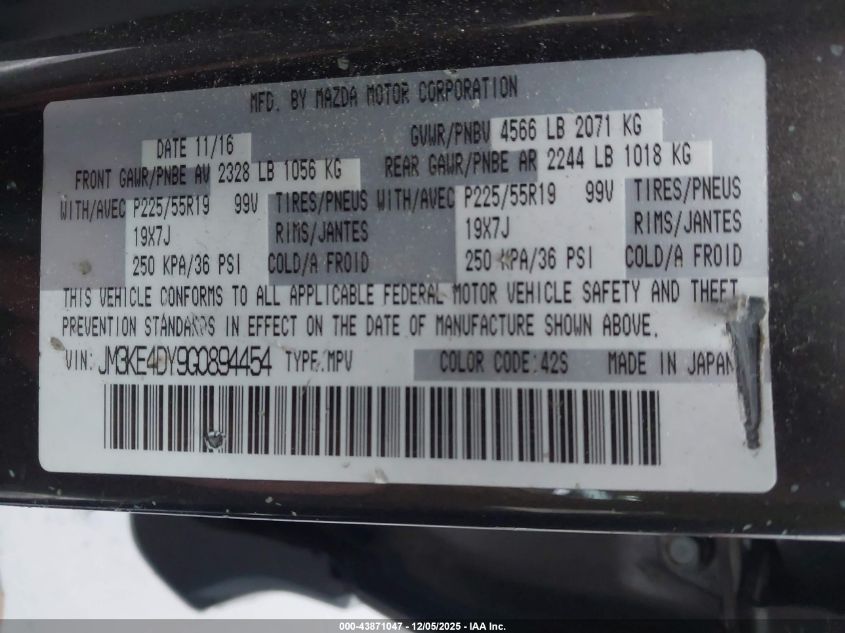 MFD. BY MAZDA MOTOR CORPORATION
DATE 11/16 GVWR/PNBV 4566 LB 2071 KG
FRONT GAWR/PNBE AV 2328 LB 1056 KG REAR GAWR/PNBE AR 2244 LB 1018 KG
WITH/AVEC P225/55R19 99V TIRES/PNEUS WITH/AVEC P225/55R19 99V TIRES/PNEUS
19X7J RIMS/JANTES 19X7J RIMS/JANTES
250 KPA/36 PSI COLD/A FROID 250 KPA/36 PSI COLD/A FROID
THIS VEHICLE CONFORMS TO ALL APPLICABLE FEDERAL MOTOR VEHICLE SAFETY AND THEFT
PREVENTION STANDARDS IN EFFECT ON THE DATE OF MANUFACTURE SHOWN ABOVE.
VIN: JM3KE4DY9G0894454 TYPE:MPV COLOR CODE:42S MADE IN JAPAN
000-43871047 — 12/05/2025 — IAA Inc.